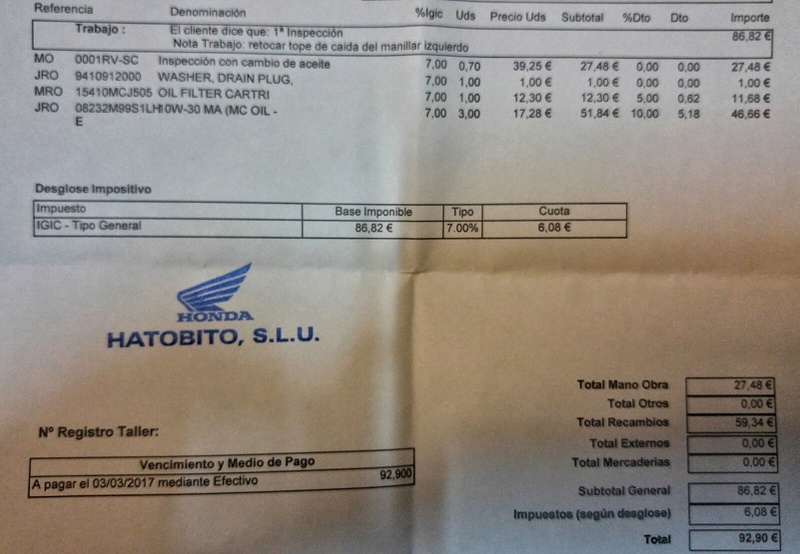 Referencia Denominación %Igic Uds Precio Uds Subtotal %Dto Dto Importe
Trabajo : El cliente dice que: 1ª Inspección 86,82 €
Nota Trabajo: retocar tope de caida del manillar izquierdo
MO 0001RV-SC Inspección con cambio de aceite 7,00 0,70 39,25 € 27,48 € 0,00 0,00 27,48 €
JRO 9410912000 WASHER, DRAIN PLUG, 7,00 1,00 1,00 € 1,00 € 0,00 0,00 1,00 €
MRO 15410MCJ505 OIL FILTER CARTRI 7,00 1,00 12,30 € 12,30 € 5,00 0,62 11,68 €
JRO 08232M99S1LH 0W-30 MA (MC OIL - 7,00 3,00 17,28 € 51,84 € 10,00 5,18 46,66 €
E
Desglose Impositivo
Impuesto Base Imponible Tipo Cuota
IGIC - Tipo General 86,82 € 7.00% 6,08 €
HONDA
HATOBITO, S.L.U.
Total Mano Obra 27,48 €
Total Otros 0,00 €
Total Recambios 59,34 €
Total Externos 0,00 €
Total Mercaderias 0,00 €
Subtotal General 86,82 €
Impuestos (según desglose) 6,08 €
Total 92,90 €
Nº Registro Taller:
Vencimiento y Medio de Pago
A pagar el 03/03/2017 mediante Efectivo 92,900